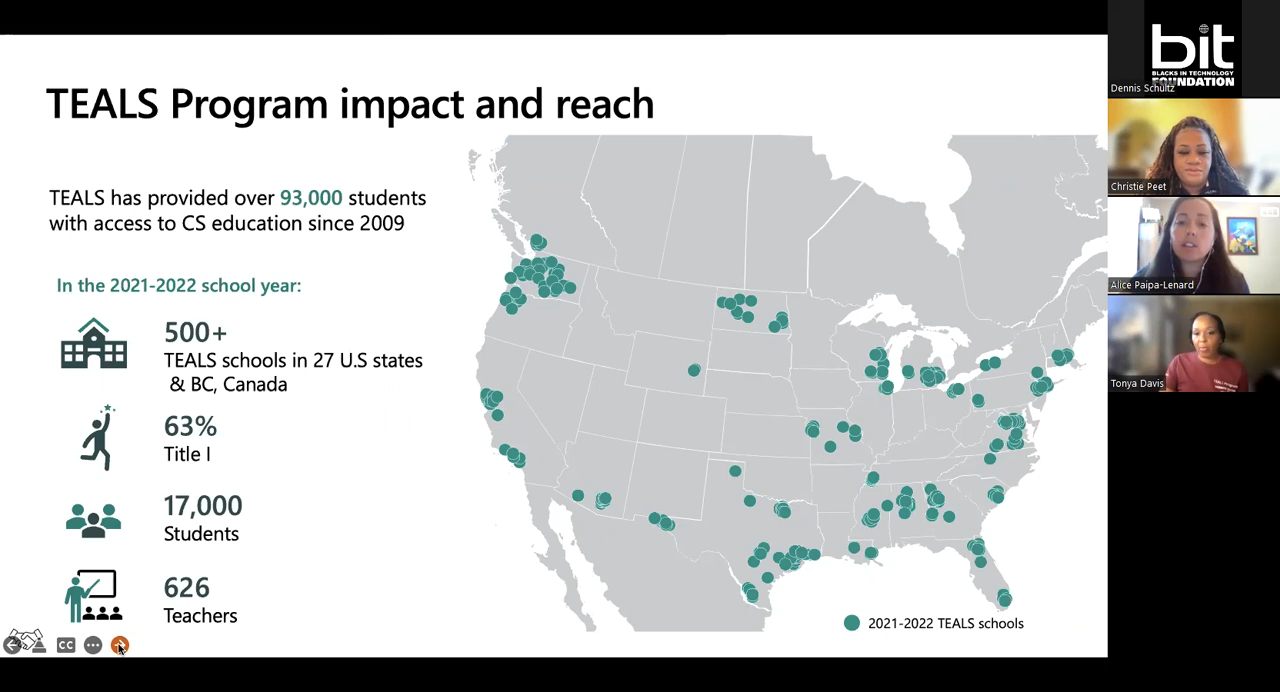 TEALS Program impact and reach
TEALS has provided over 93,000 students
with access to CS education since 2009
In the 2021-2022 school year:
500+
TEALS schools in 27 U.S states
& BC, Canada
63%
Title I
17,000
Students
626
Teachers
CC
2021-2022 TEALS schools
bit
BLACKS IN TECHNOLOGY
FOUNDATION
Dennis Schultz
Christie Peet
Alice Paipa-Lenard
Tonya Davis